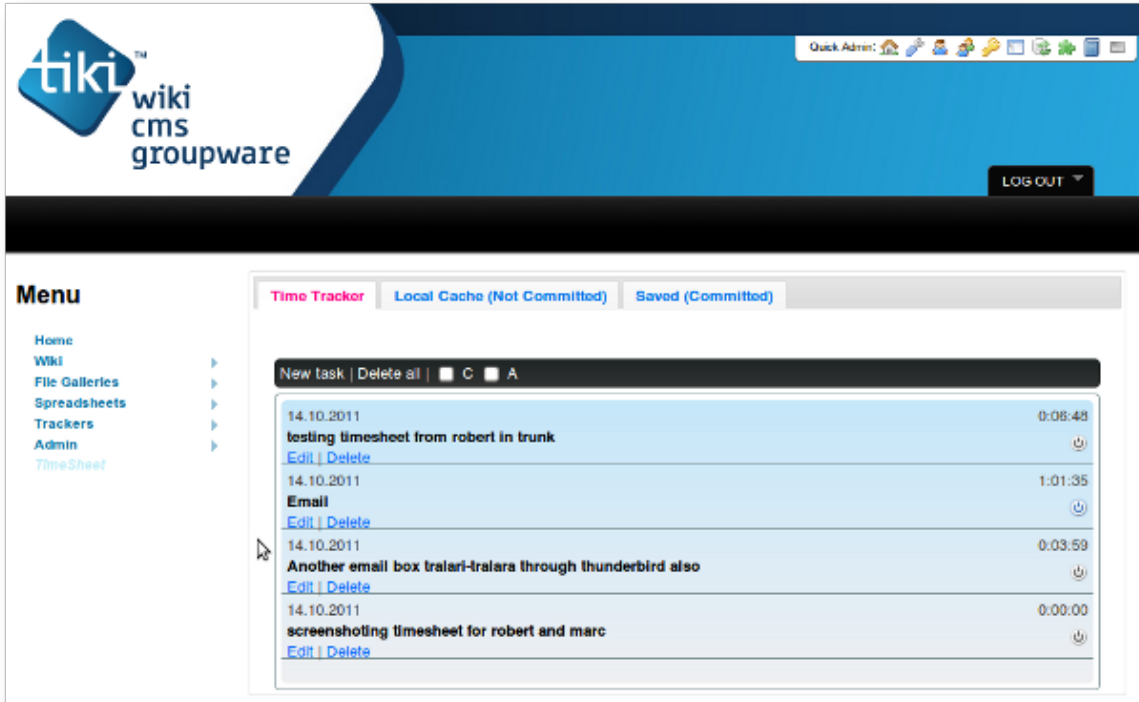 tiki™
wiki
cms
groupware
Quick Admin:
LOG OUT
Menu
Home
Wiki
File Galleries
Spreadsheets
Trackers
Admin
TimeSheet
Time Tracker
Local Cache (Not Committed)
Saved (Committed)
New task | Delete all | C A
14.10.2011 0:06:48
testing timesheet from robert in trunk
Edit | Delete
14.10.2011 1:01:35
Email
Edit | Delete
14.10.2011 0:03:59
Another email box tralari-tralara through thunderbird also
Edit | Delete
14.10.2011 0:00:00
screenshoting timesheet for robert and marc
Edit | Delete